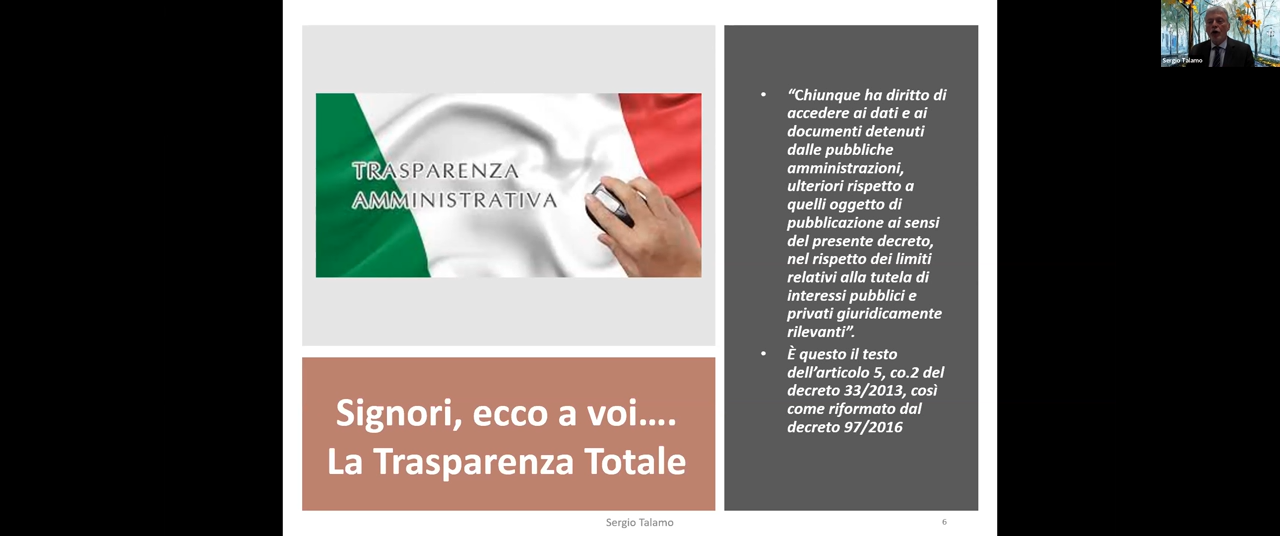 TRASPARENZA
AMMINISTRATIVA
Signori, ecco a voi….
La Trasparenza Totale
• “Chiunque ha diritto di
accedere ai dati e ai
documenti detenuti
dalle pubbliche
amministrazioni,
ulteriori rispetto a
quelli oggetto di
pubblicazione ai sensi
del presente decreto,
nel rispetto dei limiti
relativi alla tutela di
interessi pubblici e
privati giuridicamente
rilevanti”.
• È questo il testo
dell’articolo 5, co.2 del
decreto 33/2013, così
come riformato dal
decreto 97/2016
Sergio Talamo
6
Sergio Talamo